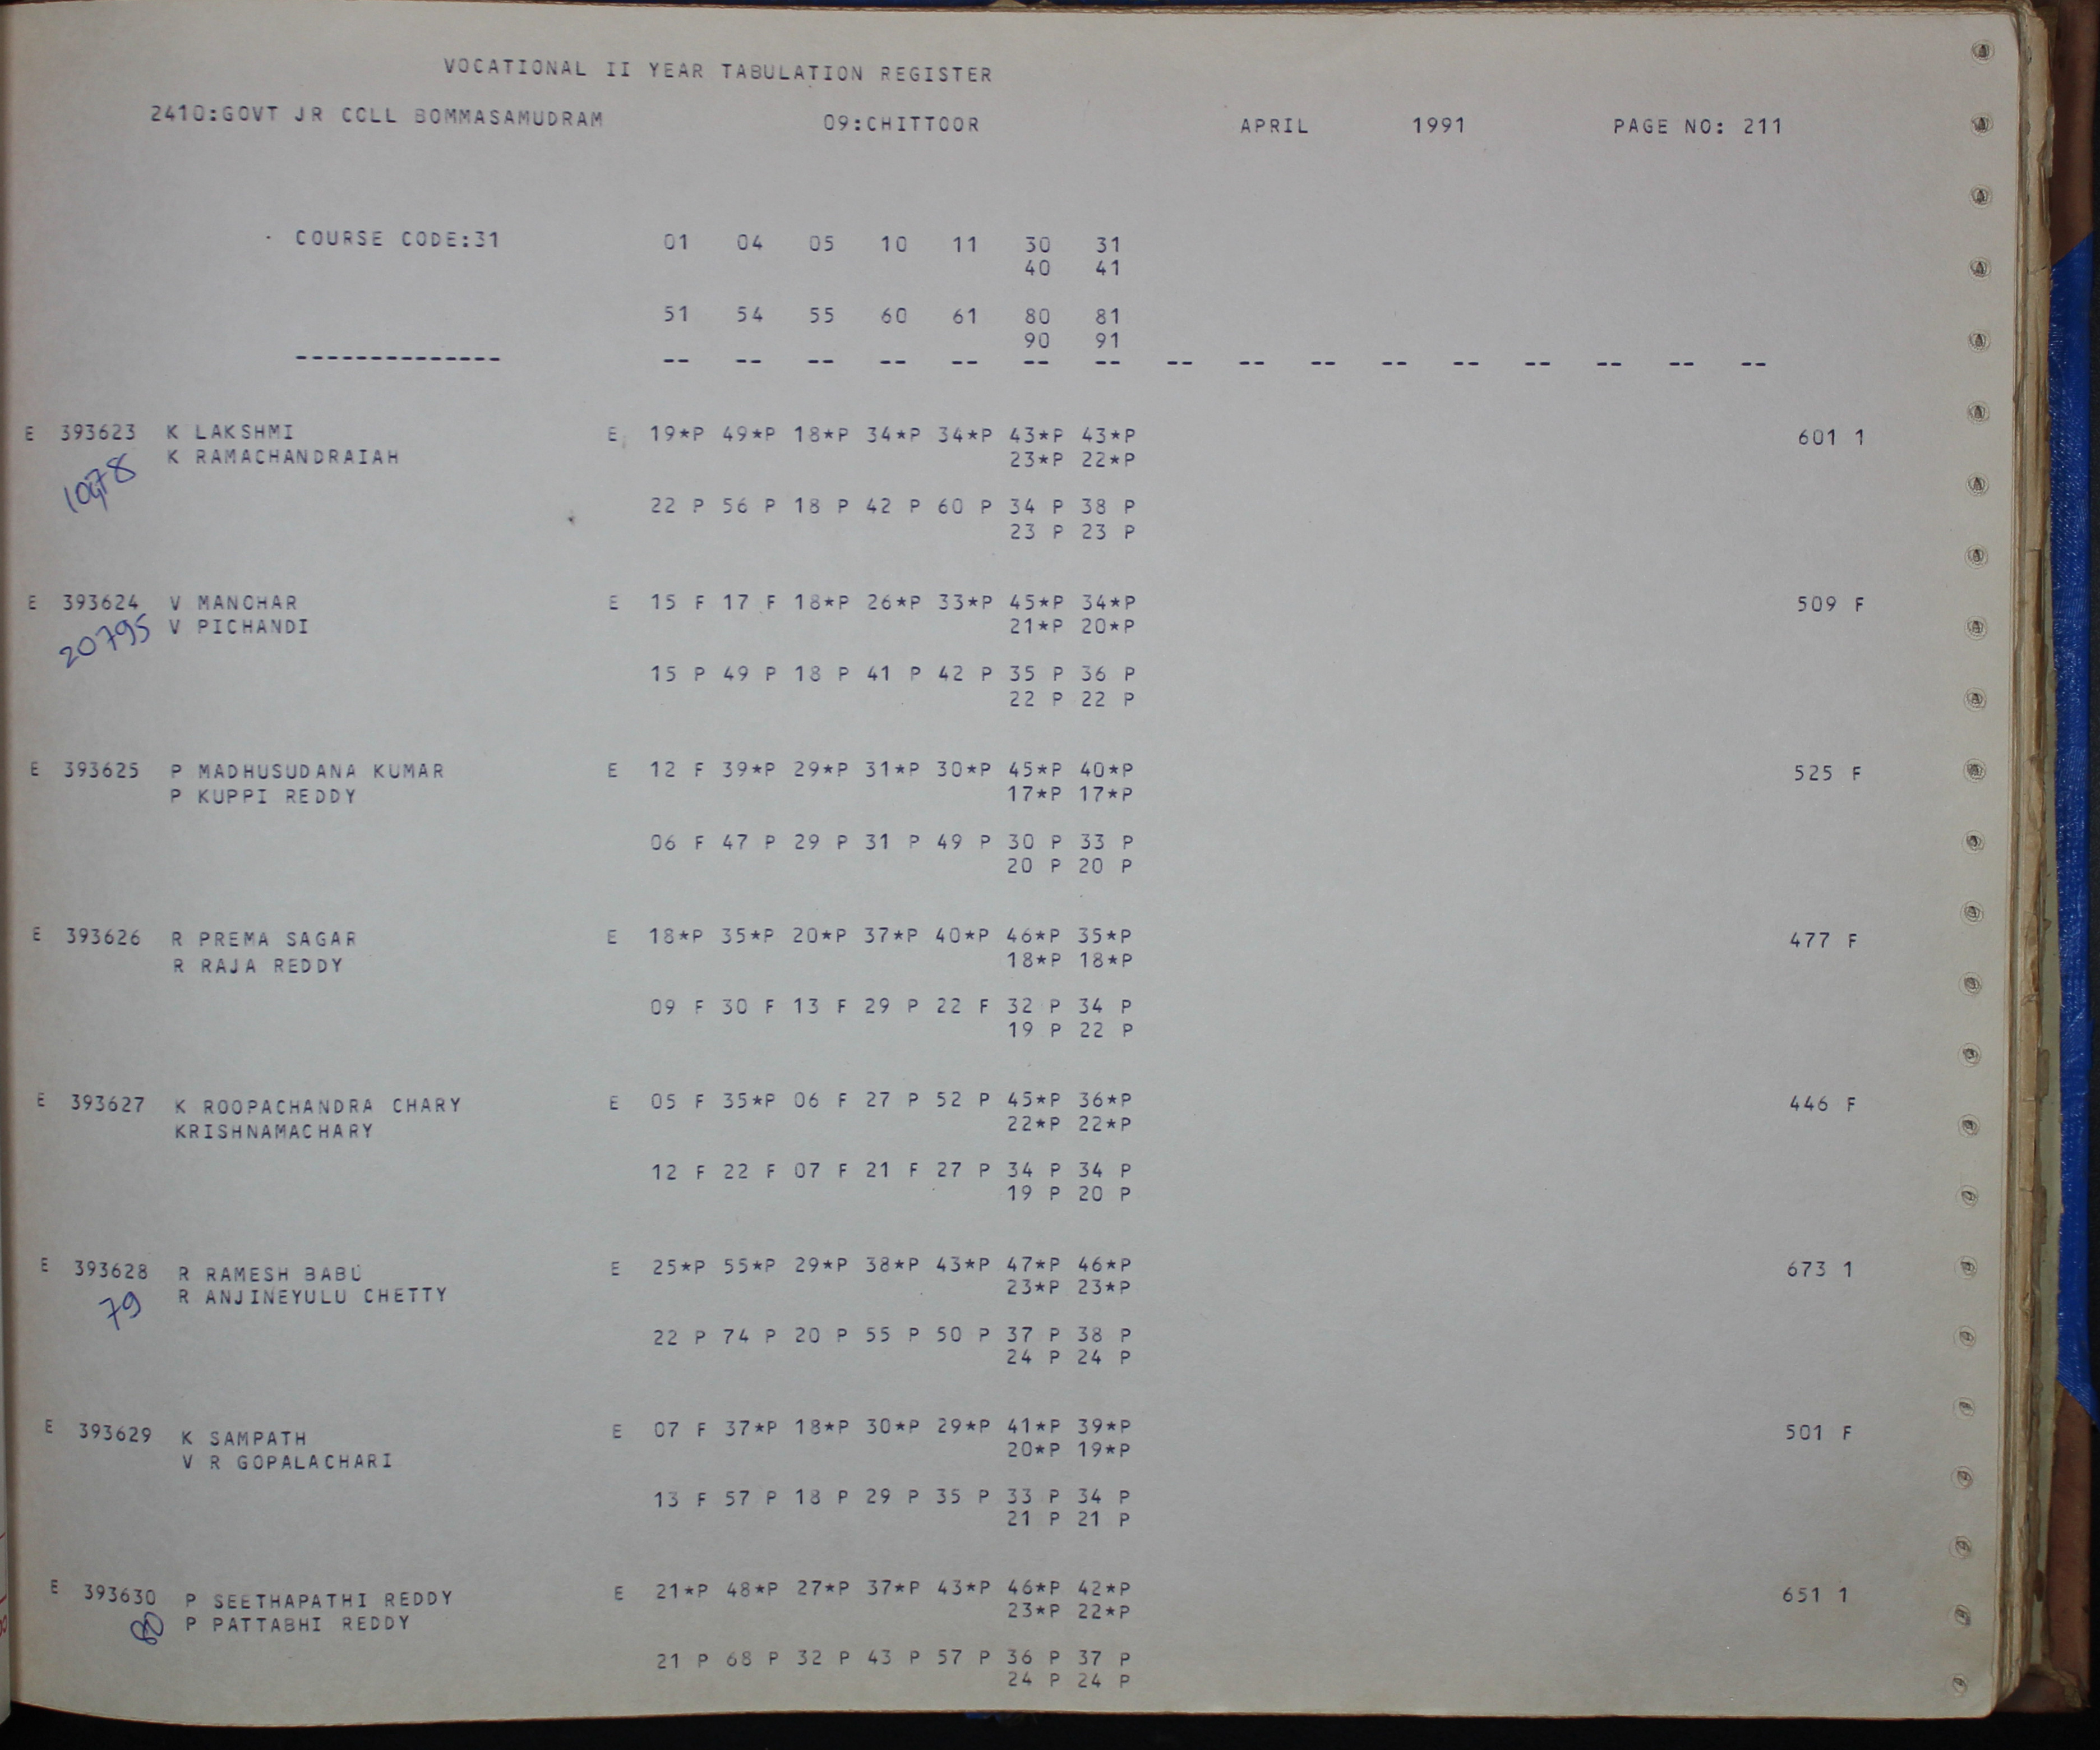 VOCATIONAL II YEAR TABULATION REGISTER
2410:GOVT JR COLL BOMMASAMUDRAM 09:CHITTOOR APRIL 1991 PAGE NO: 211
COURSE CODE:31 01 04 05 10 11 30 31
40 41
51 54 55 60 61 80 81
90 91
-------------- -- -- -- -- -- -- -- -- -- -- -- -- -- -- -- --
E 393623 K LAKSHMI E 19*P 49*P 18*P 34*P 34*P 43*P 43*P 601 1
K RAMACHANDRAIAH 23*P 22*P
22 P 56 P 18 P 42 P 60 P 34 P 38 P
23 P 23 P
E 393624 V MANOHAR E 15 F 17 F 18*P 26*P 33*P 45*P 34*P 509 F
20795 V PICHANDI 21*P 20*P
15 P 49 P 18 P 41 P 42 P 35 P 36 P
22 P 22 P
E 393625 P MADHUSUDANA KUMAR E 12 F 39*P 29*P 31*P 30*P 45*P 40*P 525 F
P KUPPI REDDY 17*P 17*P
06 F 47 P 29 P 31 P 49 P 30 P 33 P
20 P 20 P
E 393626 R PREMA SAGAR E 18*P 35*P 20*P 37*P 40*P 46*P 35*P 477 F
R RAJA REDDY 18*P 18*P
09 F 30 F 13 F 29 P 22 F 32 P 34 P
19 P 22 P
E 393627 K ROOPACHANDRA CHARY E 05 F 35*P 06 F 27 P 52 P 45*P 36*P 446 F
KRISHNAMACHARY 22*P 22*P
12 F 22 F 07 F 21 F 27 P 34 P 34 P
19 P 20 P
E 393628 R RAMESH BABU E 25*P 55*P 29*P 38*P 43*P 47*P 46*P 673 1
79 R ANJINEYULU CHETTY 23*P 23*P
22 P 74 P 20 P 55 P 50 P 37 P 38 P
24 P 24 P
E 393629 K SAMPATH E 07 F 37*P 18*P 30*P 29*P 41*P 39*P 501 F
V R GOPALACHARI 20*P 19*P
13 F 57 P 18 P 29 P 35 P 33 P 34 P
21 P 21 P
E 393630 P SEETHAPATHI REDDY E 21*P 48*P 27*P 37*P 43*P 46*P 42*P 651 1
80 P PATTABHI REDDY 23*P 22*P
21 P 68 P 32 P 43 P 57 P 36 P 37 P
24 P 24 P